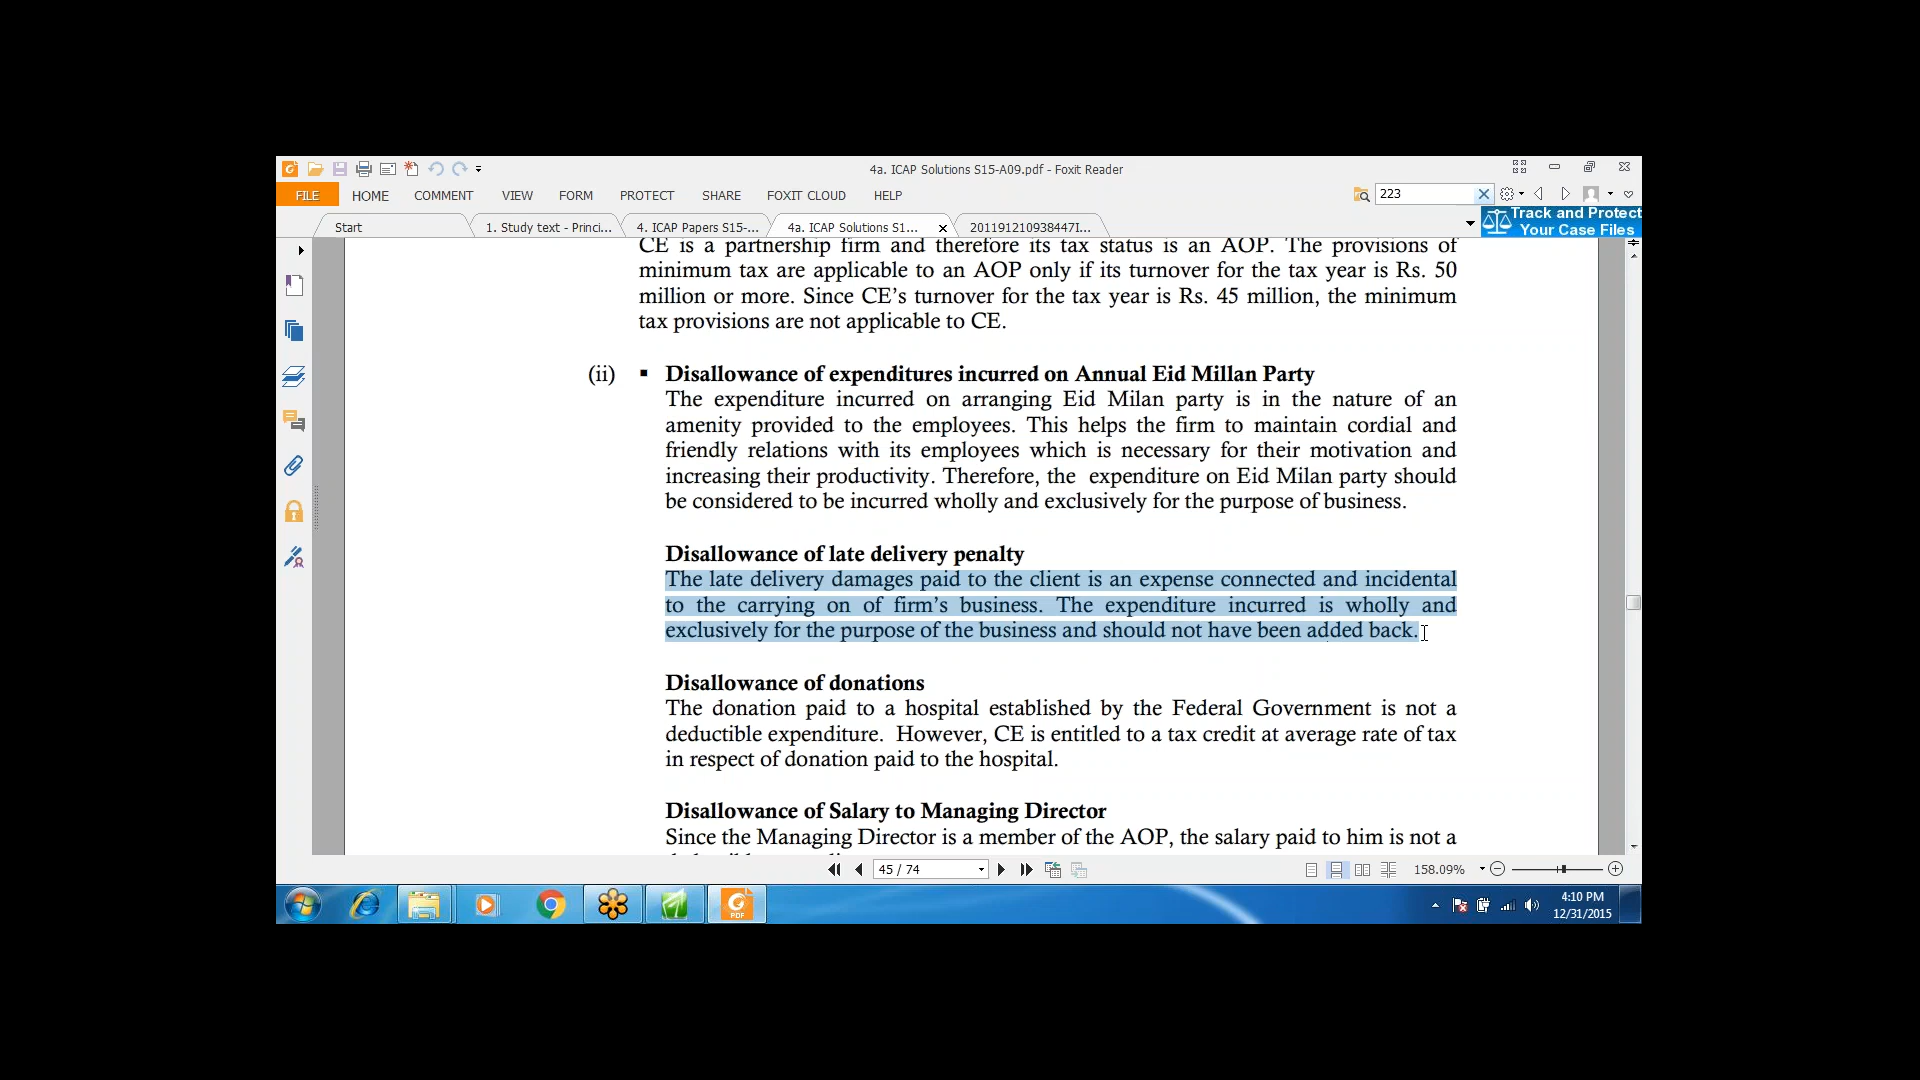 4a. ICAP Solutions S15-A09.pdf - Foxit Reader
FILE HOME COMMENT VIEW FORM PROTECT SHARE FOXIT CLOUD HELP
223
Start
1. Study text - Princi...
4. ICAP Papers S15-...
4a. ICAP Solutions S1...
201191210938447I...
Track and Protect
Your Case Files
CE is a partnership firm and therefore its tax status is an AOP. The provisions of
minimum tax are applicable to an AOP only if its turnover for the tax year is Rs. 50
million or more. Since CE’s turnover for the tax year is Rs. 45 million, the minimum
tax provisions are not applicable to CE.
(ii) ▪ Disallowance of expenditures incurred on Annual Eid Millan Party
The expenditure incurred on arranging Eid Milan party is in the nature of an
amenity provided to the employees. This helps the firm to maintain cordial and
friendly relations with its employees which is necessary for their motivation and
increasing their productivity. Therefore, the expenditure on Eid Milan party should
be considered to be incurred wholly and exclusively for the purpose of business.
Disallowance of late delivery penalty
The late delivery damages paid to the client is an expense connected and incidental
to the carrying on of firm’s business. The expenditure incurred is wholly and
exclusively for the purpose of the business and should not have been added back.
Disallowance of donations
The donation paid to a hospital established by the Federal Government is not a
deductible expenditure. However, CE is entitled to a tax credit at average rate of tax
in respect of donation paid to the hospital.
Disallowance of Salary to Managing Director
Since the Managing Director is a member of the AOP, the salary paid to him is not a
45 / 74
158.09%
PDF
4:10 PM
12/31/2015